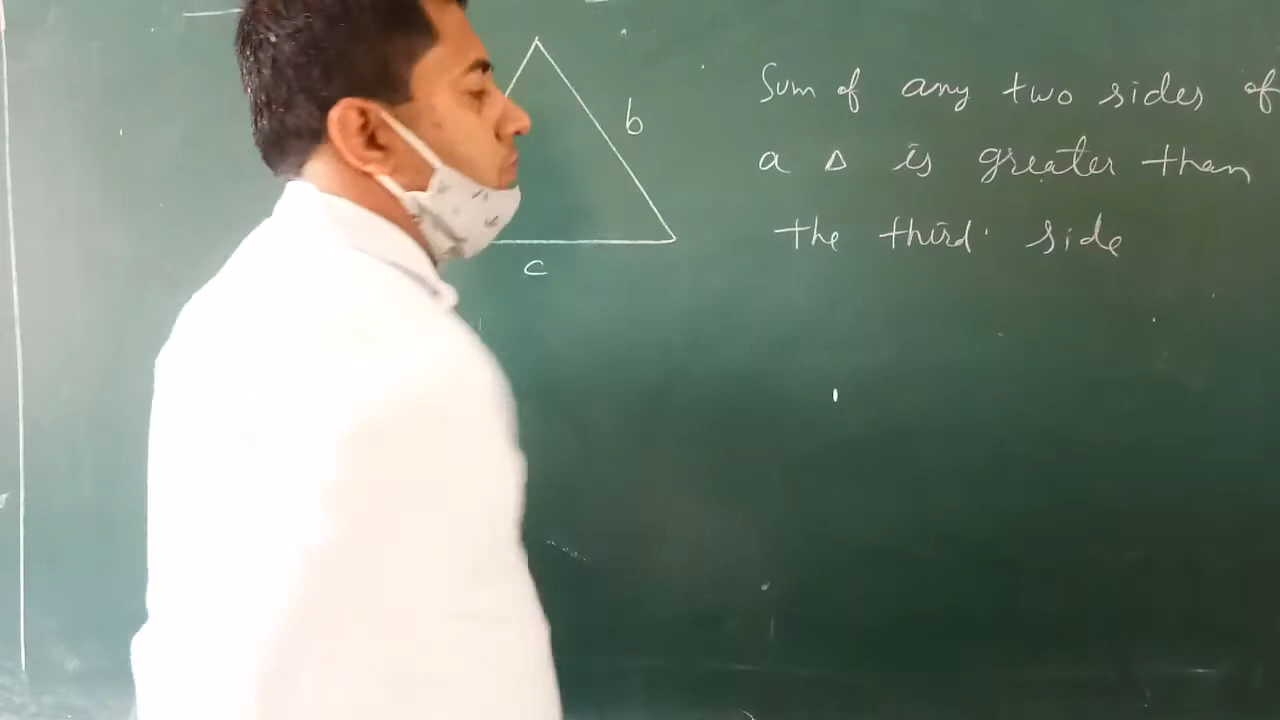 b
c
Sum of any two sides of
a Δ is greater than
the third side